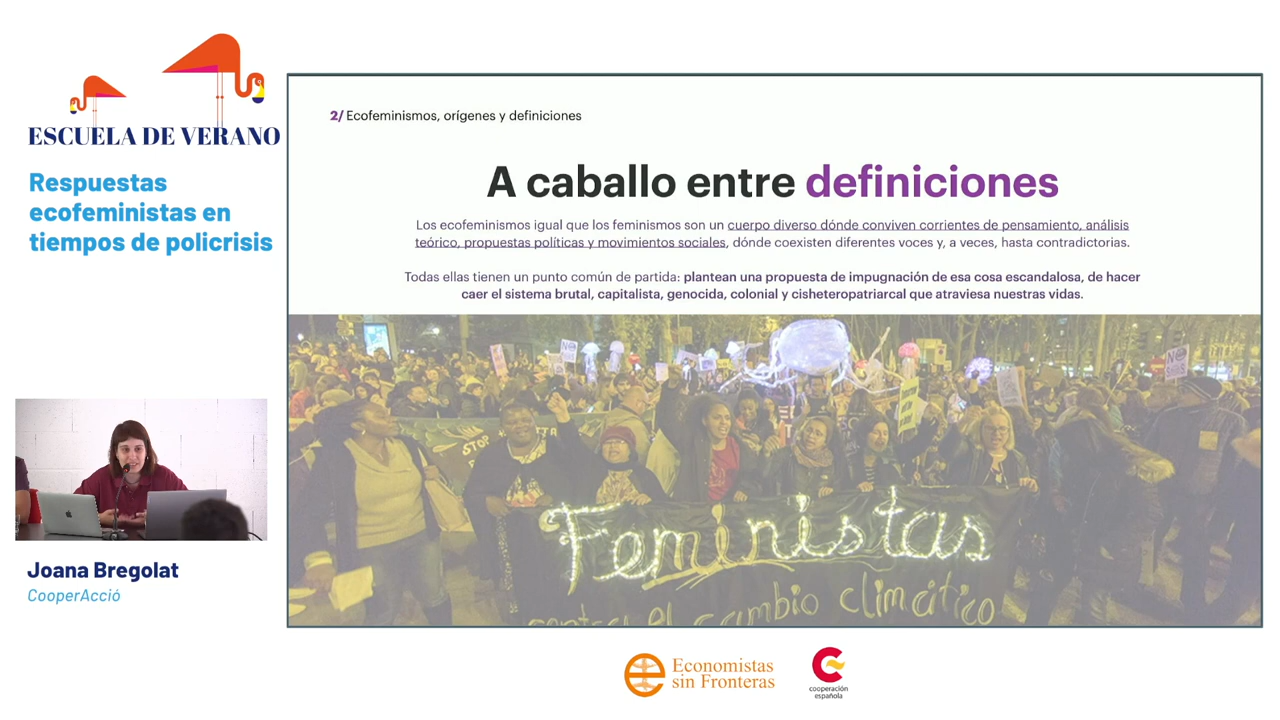 ESCUELA DE VERANO
Respuestas
ecofeministas en
tiempos de policrisis
2/ Ecofeminismos, orígenes y definiciones
A caballo entre definiciones
Los ecofeminismos igual que los feminismos son un cuerpo diverso dónde conviven corrientes de pensamiento, análisis
teórico, propuestas políticas y movimientos sociales, dónde coexisten diferentes voces y, a veces, hasta contradictorias.
Todas ellas tienen un punto común de partida: plantean una propuesta de impugnación de esa cosa escandalosa, de hacer
caer el sistema brutal, capitalista, genocida, colonial y cisheteropatriarcal que atraviesa nuestras vidas.
STOP
Feministas
contra el cambio climático
Joana Bregolat
CooperAcció
Economistas
sin Fronteras
cooperación
española